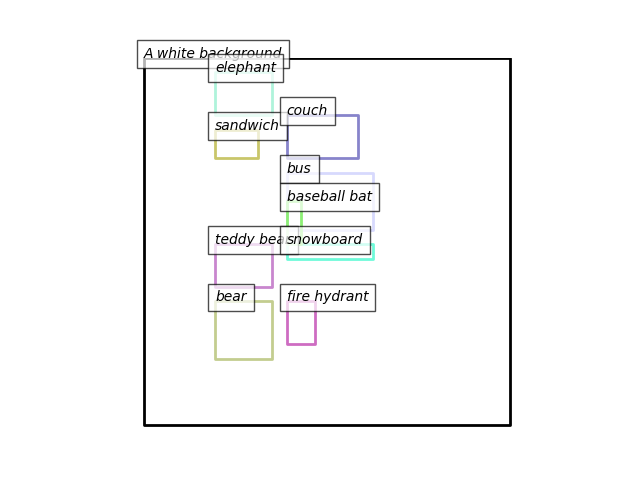 A white background
elephant
couch
sandwich
bus
baseball bat
teddy bear
snowboard
bear
fire hydrant